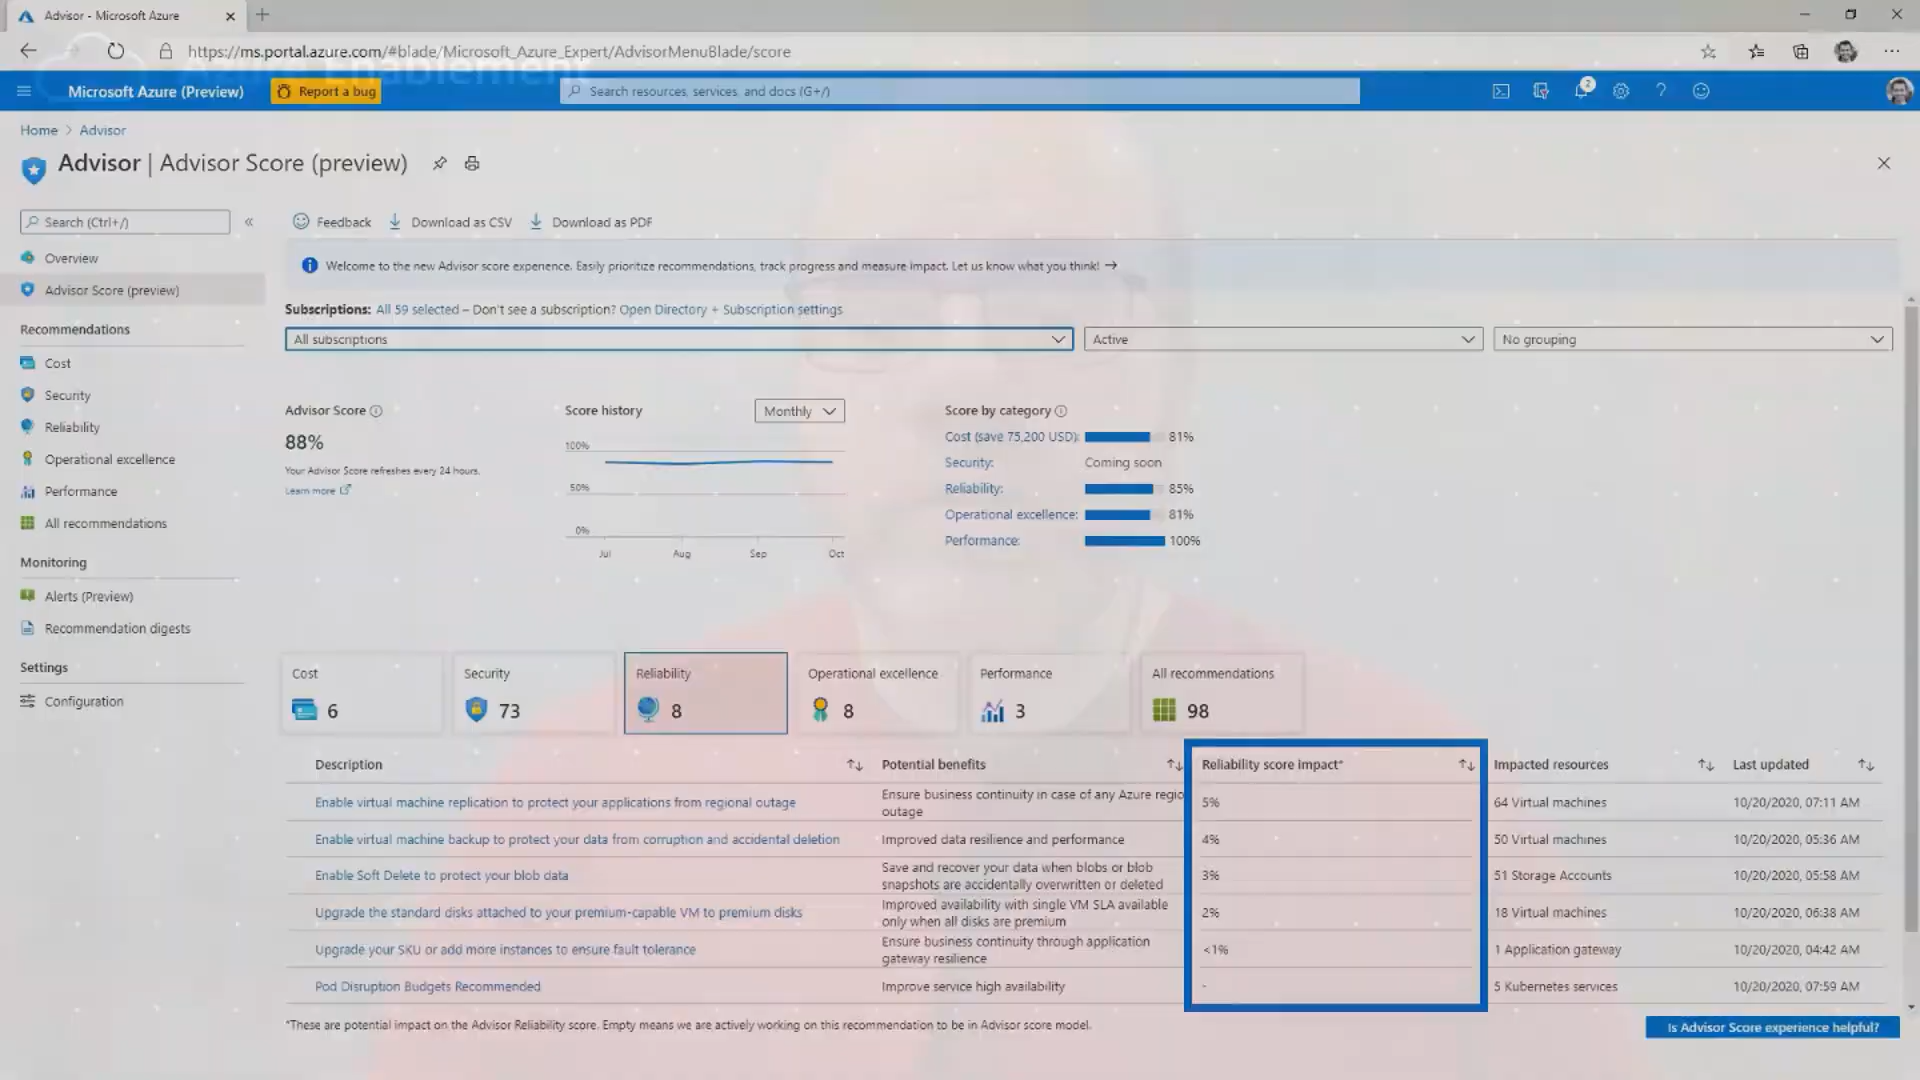 Advisor - Microsoft Azure
https://ms.portal.azure.com/#blade/Microsoft_Azure_Expert/AdvisorMenuBlade/score
Azure Enablement
Microsoft Azure (Preview)
Report a bug
Search resources, services, and docs (G+/)
2
Home > Advisor
Advisor | Advisor Score (preview)
Search (Ctrl+/)
Feedback
Download as CSV
Download as PDF
Overview
Advisor Score (preview)
Recommendations
Cost
Security
Reliability
Operational excellence
Performance
All recommendations
Monitoring
Alerts (Preview)
Recommendation digests
Settings
Configuration
Welcome to the new Advisor score experience. Easily prioritize recommendations, track progress and measure impact. Let us know what you think! →
Subscriptions: All 59 selected – Don't see a subscription? Open Directory + Subscription settings
All subscriptions
Active
No grouping
Advisor Score
88%
Your Advisor Score refreshes every 24 hours.
Learn more
Score history
Monthly
100%
50%
0%
Jul Aug Sep Oct
Score by category
Cost (save 75,200 USD): 81%
Security: Coming soon
Reliability: 85%
Operational excellence: 81%
Performance: 100%
Cost
6
Security
73
Reliability
8
Operational excellence
8
Performance
3
All recommendations
98
Description Potential benefits Reliability score impact* Impacted resources Last updated
Enable virtual machine replication to protect your applications from regional outage
Ensure business continuity in case of any Azure regio
outage
5%
64 Virtual machines
10/20/2020, 07:11 AM
Enable virtual machine backup to protect your data from corruption and accidental deletion
Improved data resilience and performance
4%
50 Virtual machines
10/20/2020, 05:36 AM
Enable Soft Delete to protect your blob data
Save and recover your data when blobs or blob
snapshots are accidentally overwritten or deleted
3%
51 Storage Accounts
10/20/2020, 05:58 AM
Upgrade the standard disks attached to your premium-capable VM to premium disks
Improved availability with single VM SLA available
only when all disks are premium
2%
18 Virtual machines
10/20/2020, 06:38 AM
Upgrade your SKU or add more instances to ensure fault tolerance
Ensure business continuity through application
gateway resilience
<1%
1 Application gateway
10/20/2020, 04:42 AM
Pod Disruption Budgets Recommended
Improve service high availability
-
5 Kubernetes services
10/20/2020, 07:59 AM
*These are potential impact on the Advisor Reliability score. Empty means we are actively working on this recommendation to be in Advisor score model.
Is Advisor Score experience helpful?